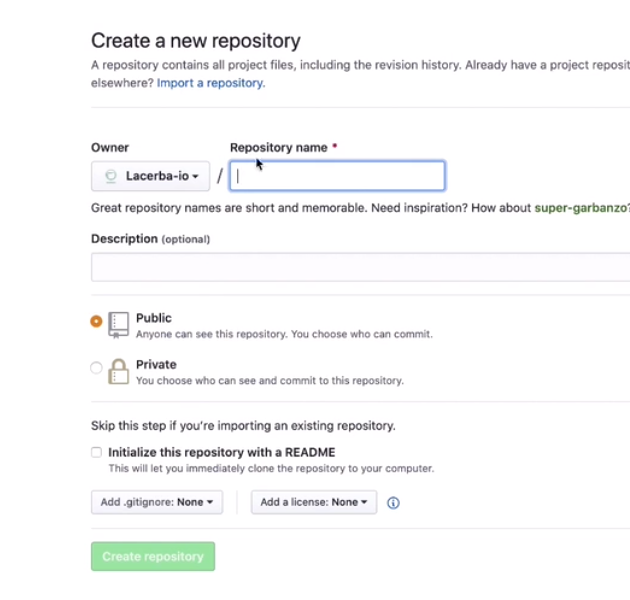 Create a new repository
A repository contains all project files, including the revision history. Already have a project
elsewhere? Import a repository.
Owner
Repository name *
Lacerba-io
/
Great repository names are short and memorable. Need inspiration? How about super-garbanzo?
Description (optional)
Public
Anyone can see this repository. You choose who can commit.
Private
You choose who can see and commit to this repository.
Skip this step if you're importing an existing repository.
Initialize this repository with a README
This will let you immediately clone the repository to your computer.
Add .gitignore: None
Add a license: None
Create repository